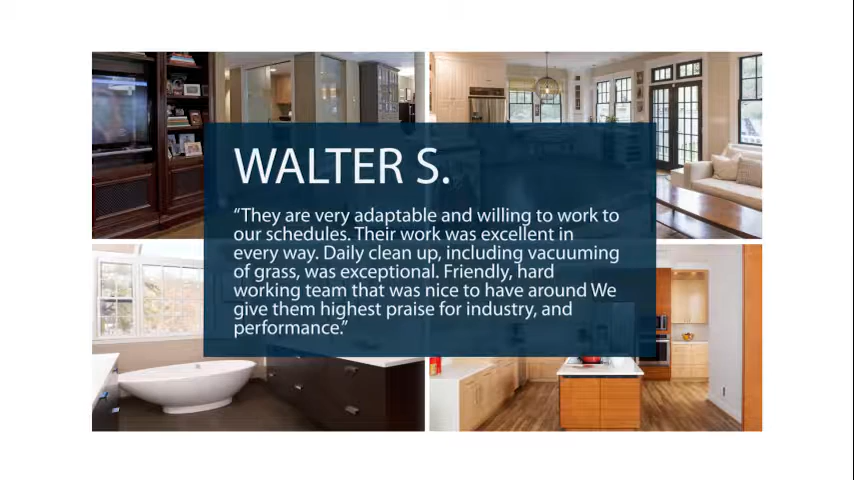 WALTER S.
“They are very adaptable and willing to work to
our schedules. Their work was excellent in
every way. Daily clean up, including vacuuming
of grass, was exceptional. Friendly, hard
working team that was nice to have around We
give them highest praise for industry, and
performance.”